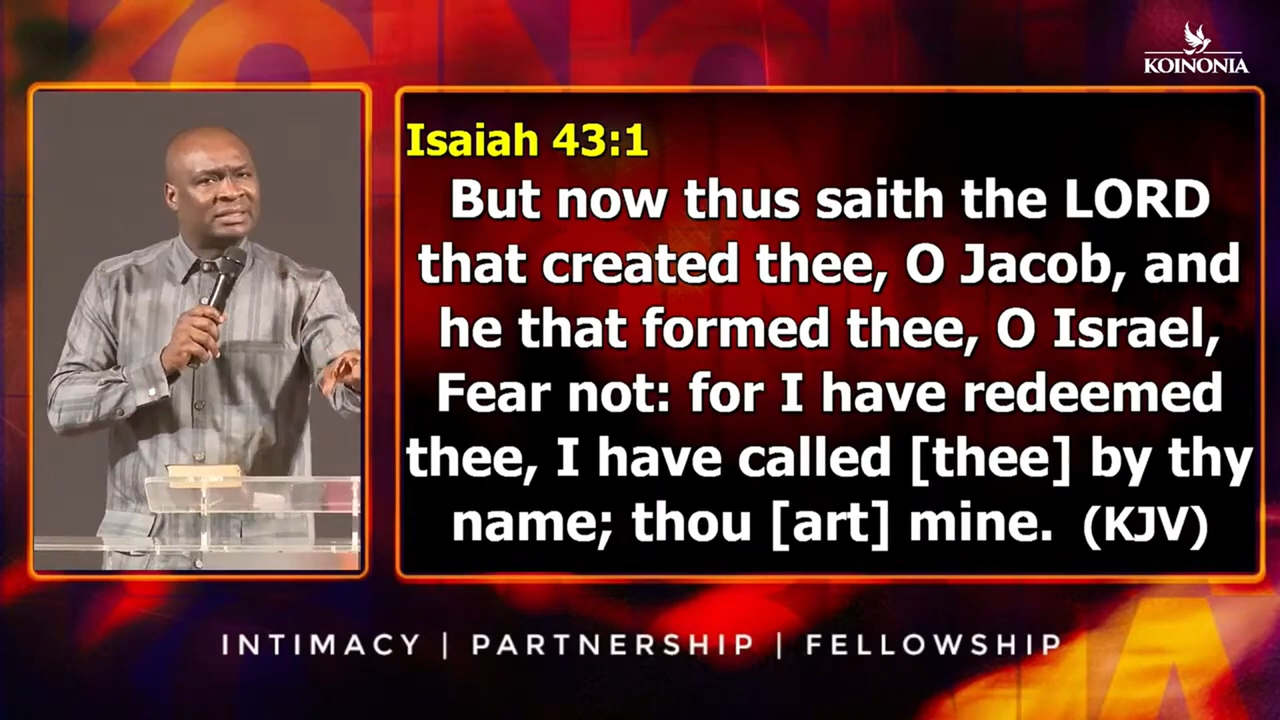 KOINONIA
Isaiah 43:1
But now thus saith the LORD
that created thee, O Jacob, and
he that formed thee, O Israel,
Fear not: for I have redeemed
thee, I have called [thee] by thy
name; thou [art] mine. (KJV)
INTIMACY | PARTNERSHIP | FELLOWSHIP